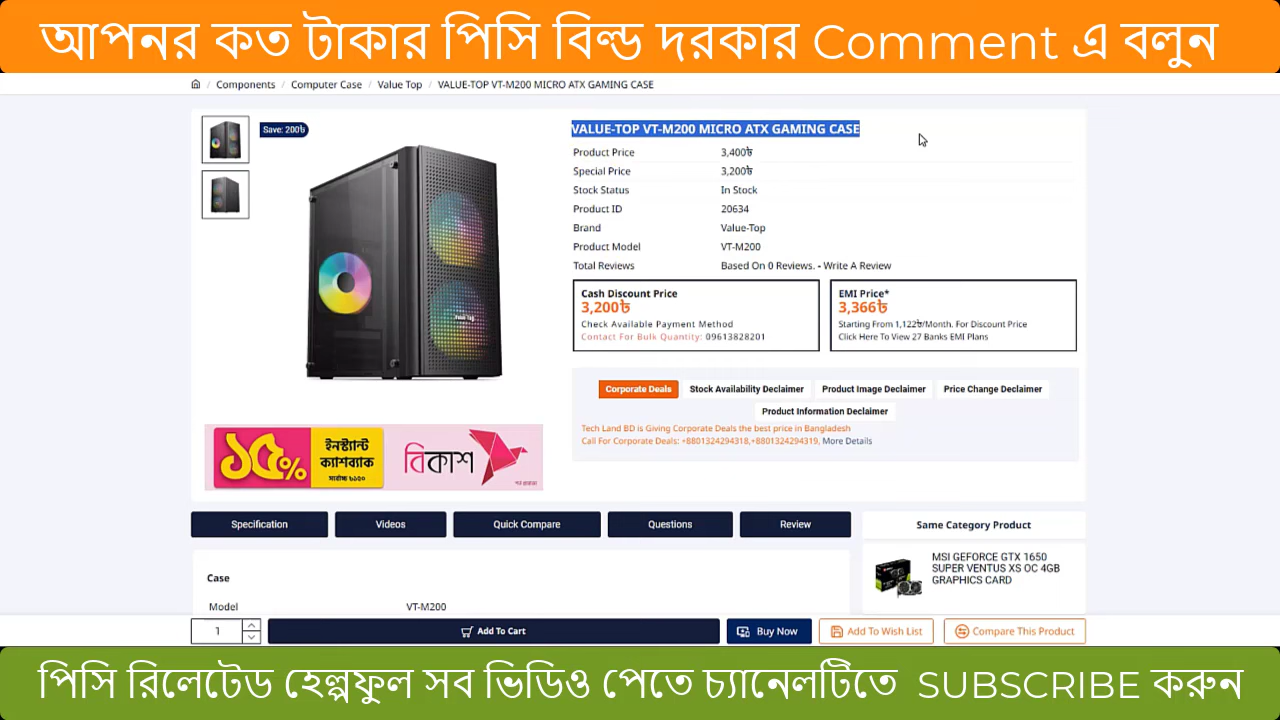 আপনর কত টাকার পিসি বিল্ড দরকার Comment এ বলুন
/ Components / Computer Case / Value Top / VALUE-TOP VT-M200 MICRO ATX GAMING CASE
Save: 200৳
VALUE-TOP VT-M200 MICRO ATX GAMING CASE
Product Price 3,400৳
Special Price 3,200৳
Stock Status In Stock
Product ID 20634
Brand Value-Top
Product Model VT-M200
Total Reviews Based On 0 Reviews. - Write A Review
Cash Discount Price
3,200৳
Check Available Payment Method
Contact For Bulk Quantity: 09613828201
EMI Price*
3,366৳
Starting From 1,122৳/Month. For Discount Price
Click Here To View 27 Banks EMI Plans
Corporate Deals Stock Availability Declaimer Product Image Declaimer Price Change Declaimer
Product Information Declaimer
Tech Land BD is Giving Corporate Deals the best price in Bangladesh
Call For Corporate Deals: +8801324294318,+8801324294319, More Details
১৫%
ইনস্ট্যান্ট
ক্যাশব্যাক
সর্বোচ্চ ৳১৫০
বিকাশ
Specification Videos Quick Compare Questions Review
Same Category Product
MSI GEFORCE GTX 1650
SUPER VENTUS XS OC 4GB
GRAPHICS CARD
Case
Model VT-M200
1 Add To Cart Buy Now Add To Wish List Compare This Product
পিসি রিলেটেড হেল্পফুল সব ভিডিও পেতে চ্যানেলটিতে SUBSCRIBE করুন